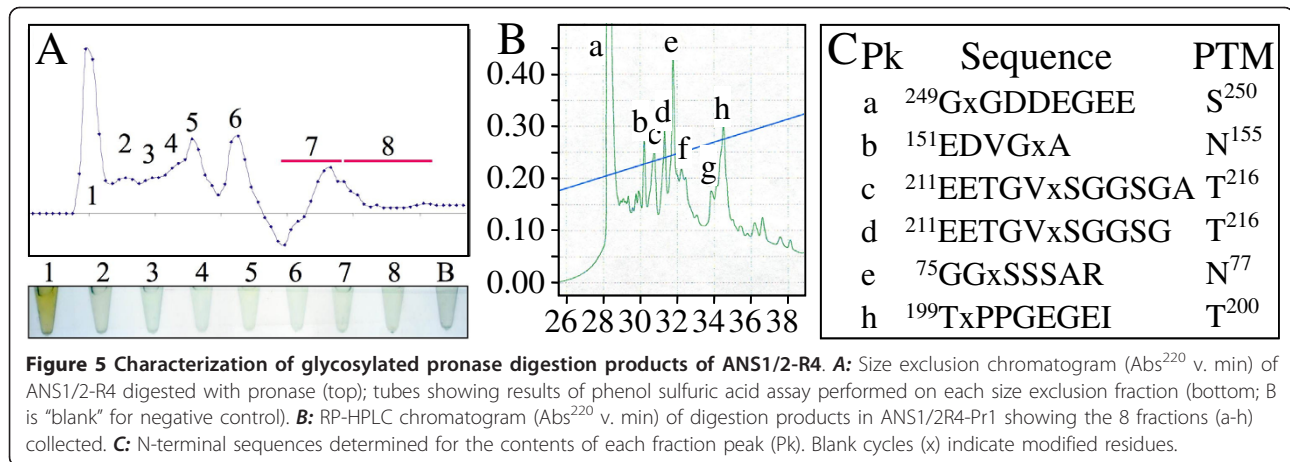 A
1
2
3
4
5
6
7
8
1 2 3 4 5 6 7 8 B
B
0.40
0.30
0.20
0.10
0.00
a
b
c
d
e
f
g
h
26 28 30 32 34 36 38
C Pk Sequence PTM
a ²⁴⁹GxGDDEGEE S²⁵⁰
b ¹⁵¹EDVGxA N¹⁵⁵
c ²¹¹EETGVxSGGSGA T²¹⁶
d ²¹¹EETGVxSGGSG T²¹⁶
e ⁷⁵GGxSSSAR N⁷⁷
h ¹⁹⁹TxPPGEGEI T²⁰⁰
Figure 5 Characterization of glycosylated pronase digestion products of ANS1/2-R4. A: Size exclusion chromatogram (Abs²²⁰ v. min) of
ANS1/2-R4 digested with pronase (top); tubes showing results of phenol sulfuric acid assay performed on each size exclusion fraction (bottom; B
is “blank” for negative control). B: RP-HPLC chromatogram (Abs²²⁰ v. min) of digestion products in ANS1/2R4-Pr1 showing the 8 fractions (a-h)
collected. C: N-terminal sequences determined for the contents of each fraction peak (Pk). Blank cycles (x) indicate modified residues.